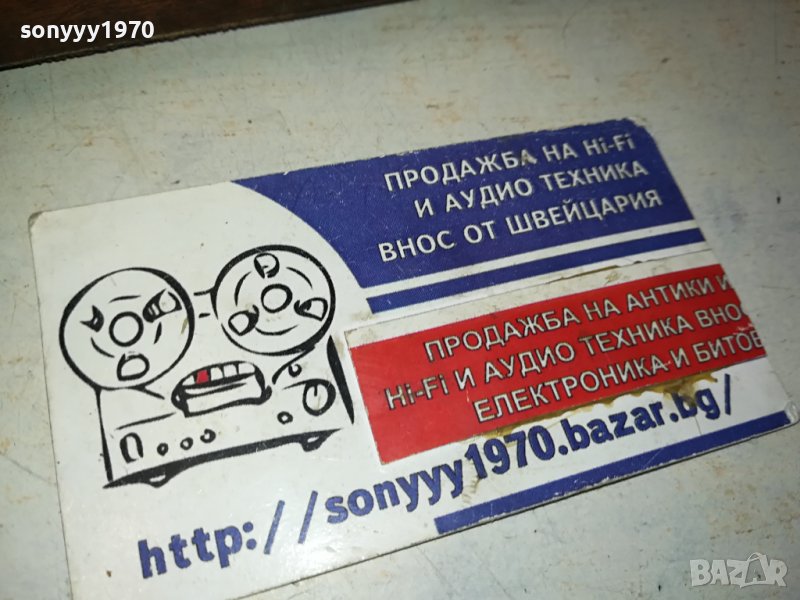 sonyyy1970
ПРОДАЖБА НА Hi-Fi
И АУДИО ТЕХНИКА
ВНОС ОТ ШВЕЙЦАРИЯ
ПРОДАЖБА НА АНТИКИ И
Hi-Fi И АУДИО ТЕХНИКА ВНО
ЕЛЕКТРОНИКА И БИТОВ
http://sonyyy1970.bazar.bg/
BAZAR